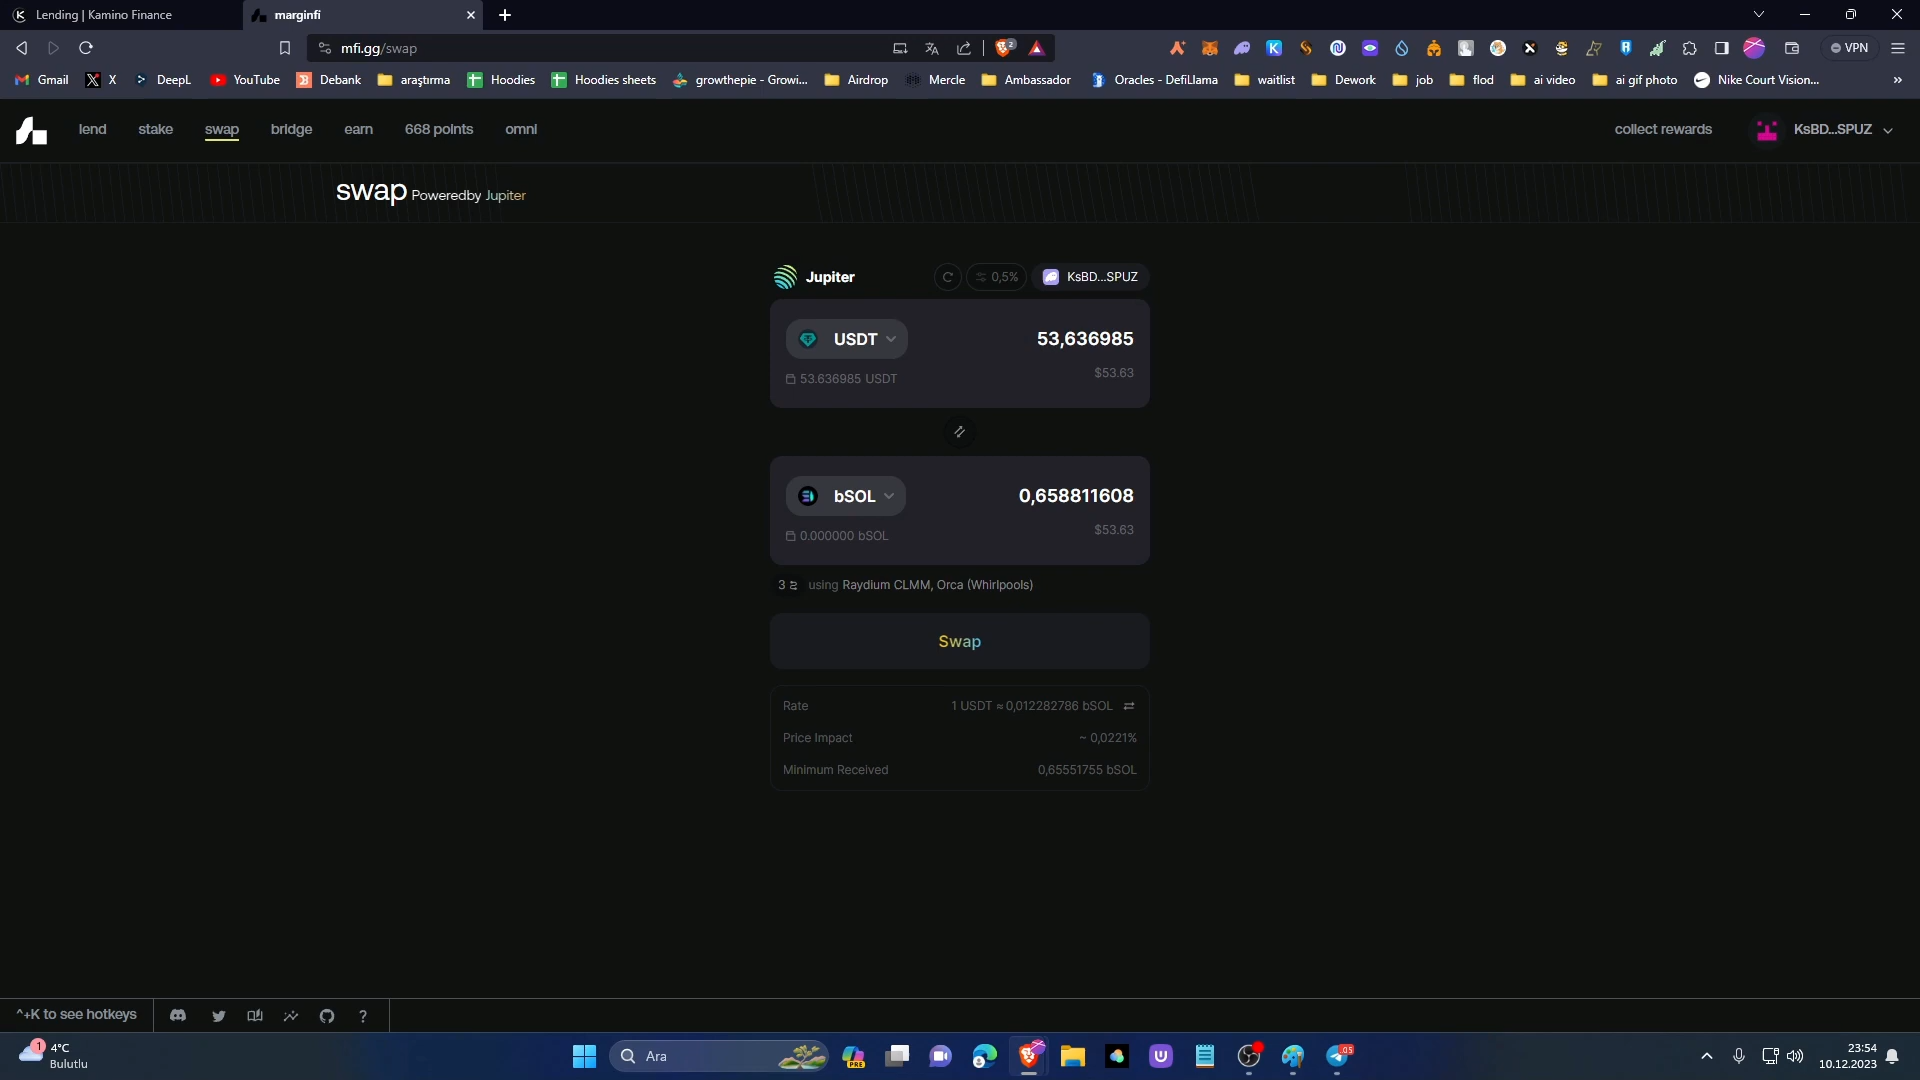 Lending | Kamino Finance
marginfi
mfi.gg/swap
2
VPN
Gmail X DeepL YouTube Debank araştırma Hoodies Hoodies sheets growthepie - Growi... Airdrop Mercle Ambassador Oracles - DefiLlama waitlist Dework job flod ai video ai gif photo Nike Court Vision... »
lend stake swap bridge earn 668 points omni collect rewards KsBD...SPUZ
swap Poweredby Jupiter
Jupiter 0,5% KsBD...SPUZ
USDT 53,636985
53.636985 USDT $53.63
bSOL 0,658811608
0.000000 bSOL $53.63
3 using Raydium CLMM, Orca (Whirlpools)
Swap
Rate 1 USDT ≈ 0,012282786 bSOL
Price Impact ~ 0,0221%
Minimum Received 0,65551755 bSOL
^+K to see hotkeys ?
1 4°C
Bulutlu
Ara
PRE
23:54
10.12.2023